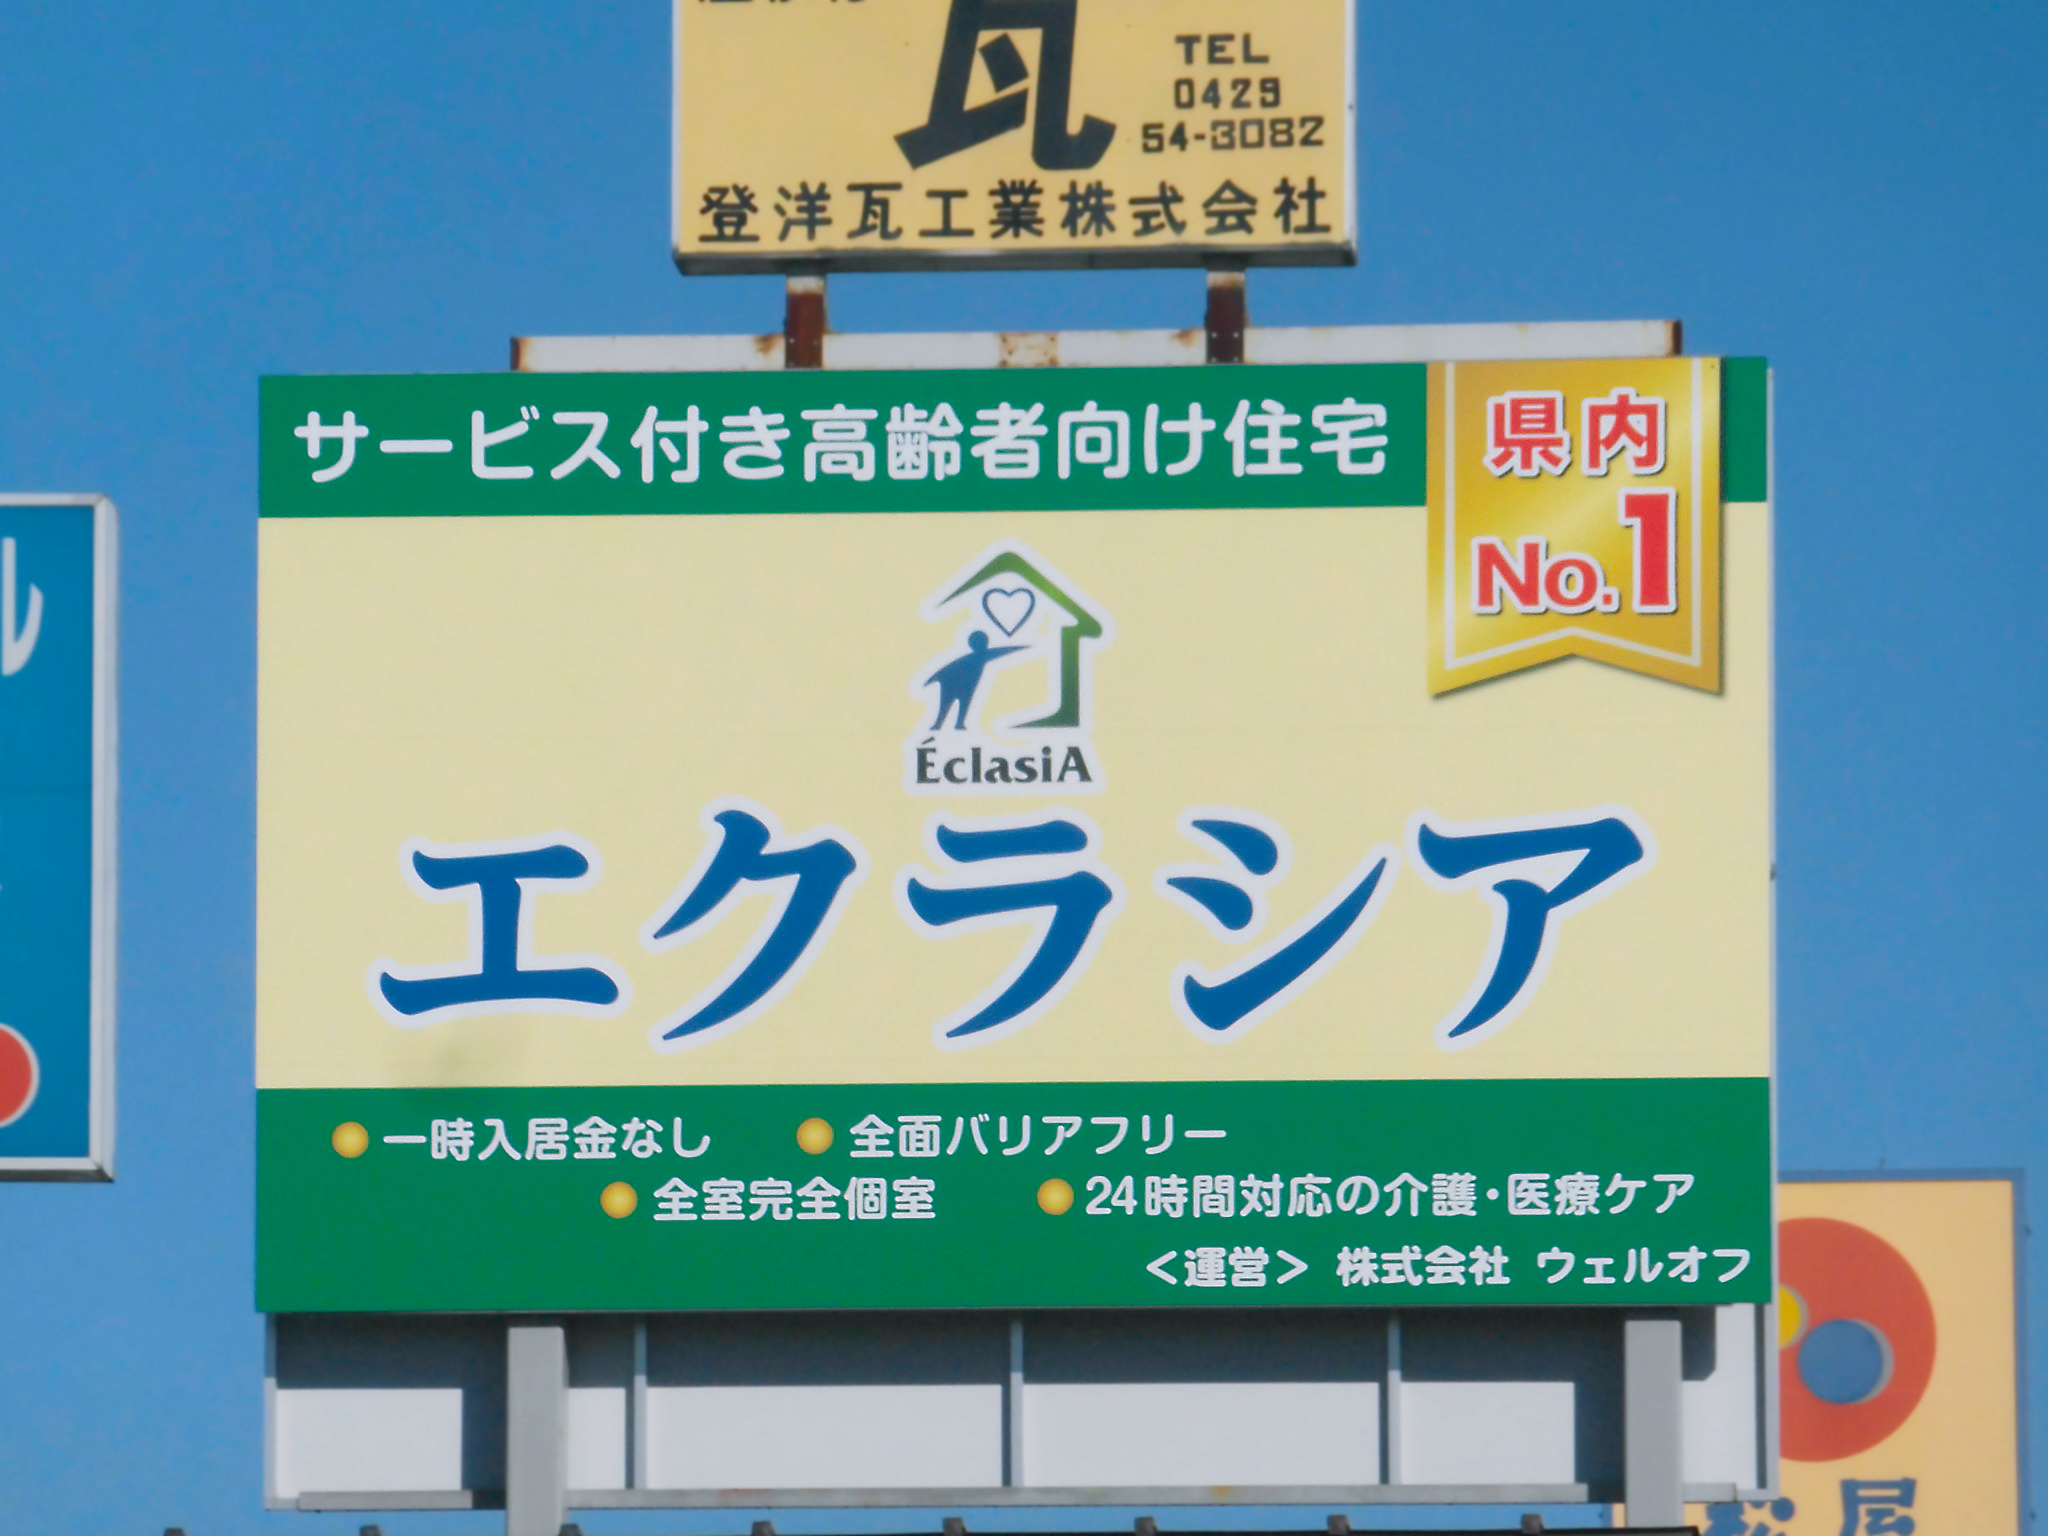 瓦
TEL
0429
54-3082
登洋瓦工業株式会社
サービス付き高齢者向け住宅
県内
No.1
ÉclasiA
エクラシア
一時入居金なし 全面バリアフリー
全室完全個室 24時間対応の介護・医療ケア
<運営> 株式会社 ウェルオフ
ル
松屋